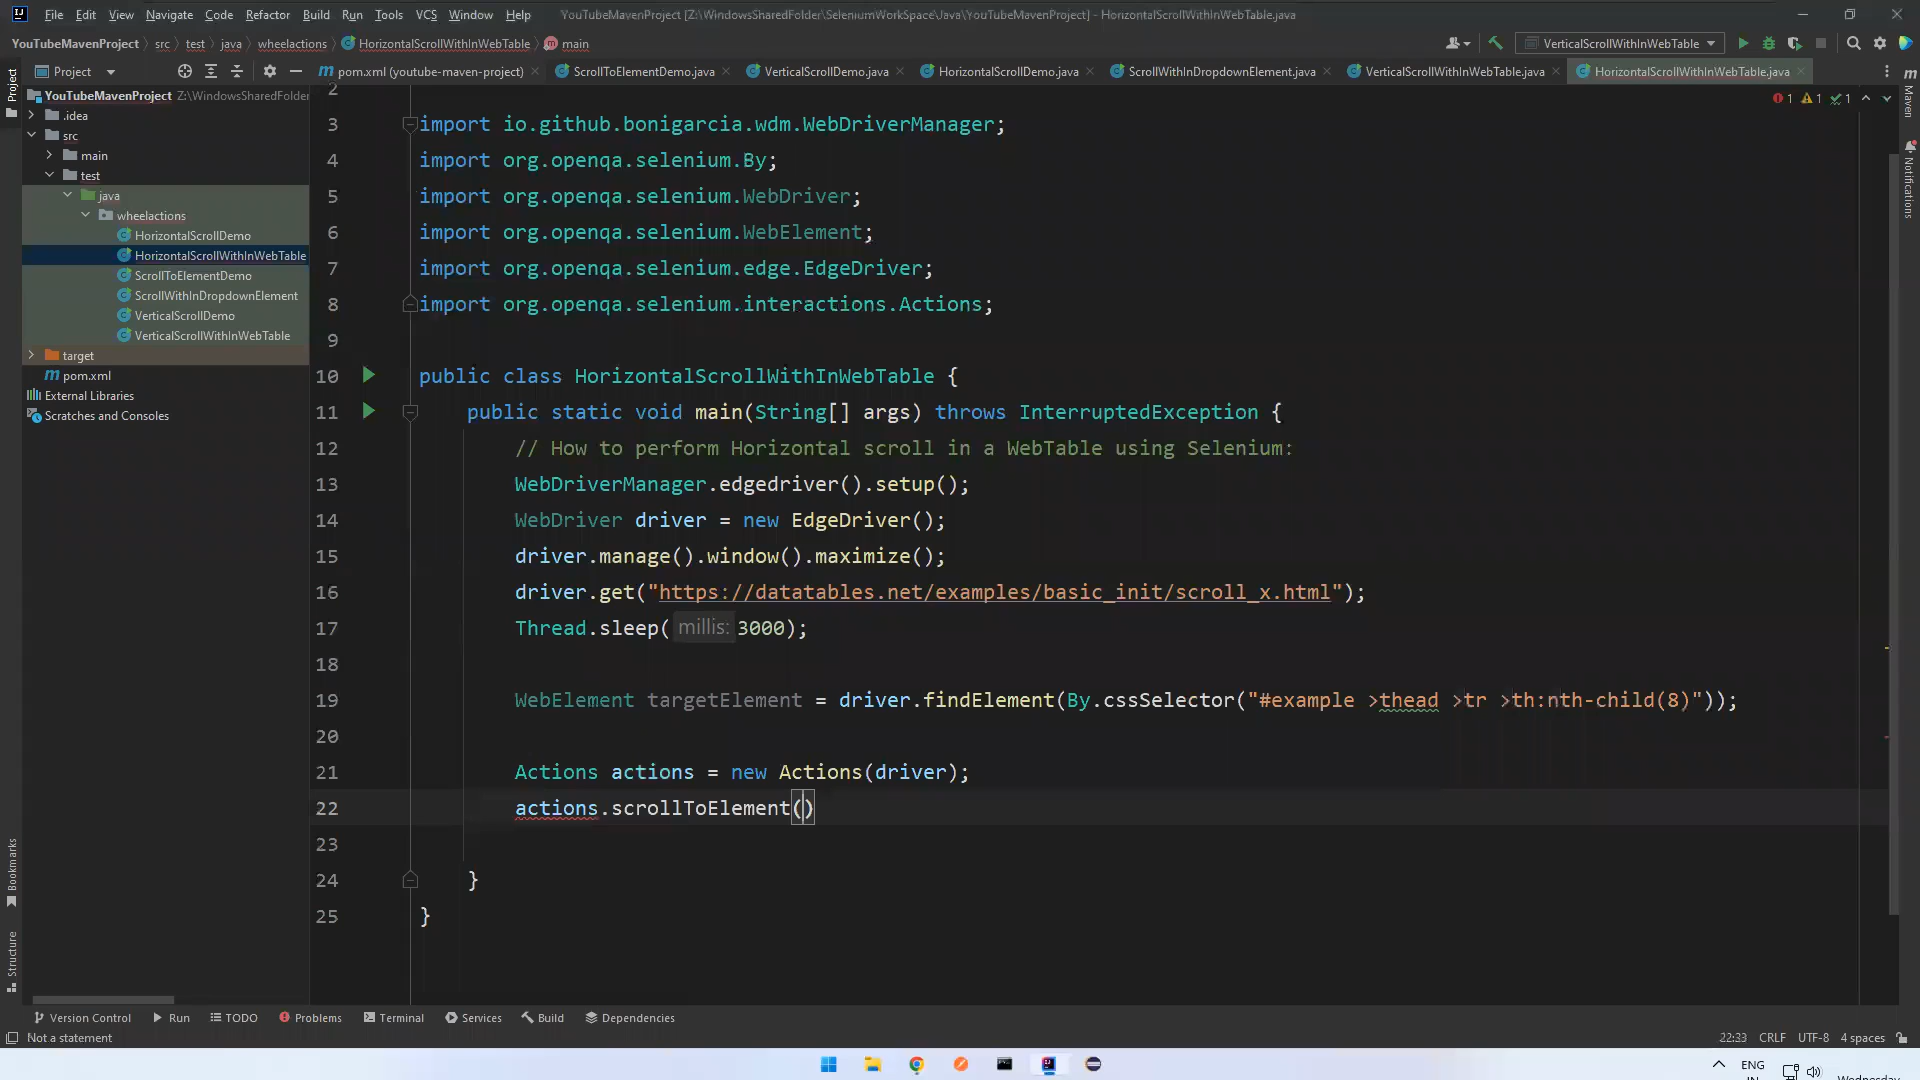 File Edit View Navigate Code Refactor Build Run Tools VCS Window Help YouTubeMavenProject [Z:\WindowsSharedFolder\SeleniumWorkSpace\Java\YouTubeMavenProject] - HorizontalScrollWithInWebTable.java
YouTubeMavenProject src test java wheelactions HorizontalScrollWithInWebTable main VerticalScrollWithInWebTable
Project pom.xml (youtube-maven-project) ScrollToElementDemo.java VerticalScrollDemo.java HorizontalScrollDemo.java ScrollWithInDropdownElement.java VerticalScrollWithInWebTable.java HorizontalScrollWithInWebTable.java
Project
Maven
Notifications
Bookmarks
Structure
YouTubeMavenProject Z:\WindowsSharedFolder
.idea
src
main
test
java
wheelactions
HorizontalScrollDemo
HorizontalScrollWithInWebTable
ScrollToElementDemo
ScrollWithInDropdownElement
VerticalScrollDemo
VerticalScrollWithInWebTable
target
pom.xml
External Libraries
Scratches and Consoles
1 1 1
2
3 import io.github.bonigarcia.wdm.WebDriverManager;
4 import org.openqa.selenium.By;
5 import org.openqa.selenium.WebDriver;
6 import org.openqa.selenium.WebElement;
7 import org.openqa.selenium.edge.EdgeDriver;
8 import org.openqa.selenium.interactions.Actions;
9
10 public class HorizontalScrollWithInWebTable {
11 public static void main(String[] args) throws InterruptedException {
12 // How to perform Horizontal scroll in a WebTable using Selenium:
13 WebDriverManager.edgedriver().setup();
14 WebDriver driver = new EdgeDriver();
15 driver.manage().window().maximize();
16 driver.get("https://datatables.net/examples/basic_init/scroll_x.html");
17 Thread.sleep( millis: 3000);
18
19 WebElement targetElement = driver.findElement(By.cssSelector("#example >thead >tr >th:nth-child(8)"));
20
21 Actions actions = new Actions(driver);
22 actions.scrollToElement()
23
24 }
25 }
Version Control Run TODO Problems Terminal Services Build Dependencies
Not a statement 22:33 CRLF UTF-8 4 spaces
ENG
IN
Wednesday